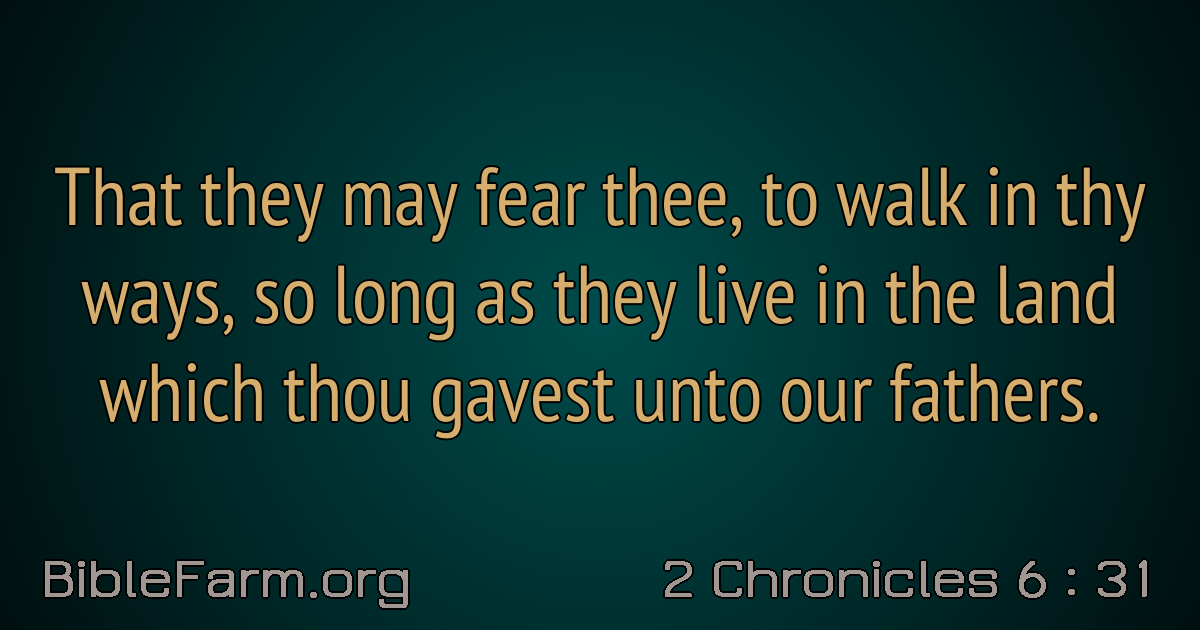 That they may fear thee, to walk in thy
ways, so long as they live in the land
which thou gavest unto our fathers.
BibleFarm.org
2 Chronicles 6 : 31